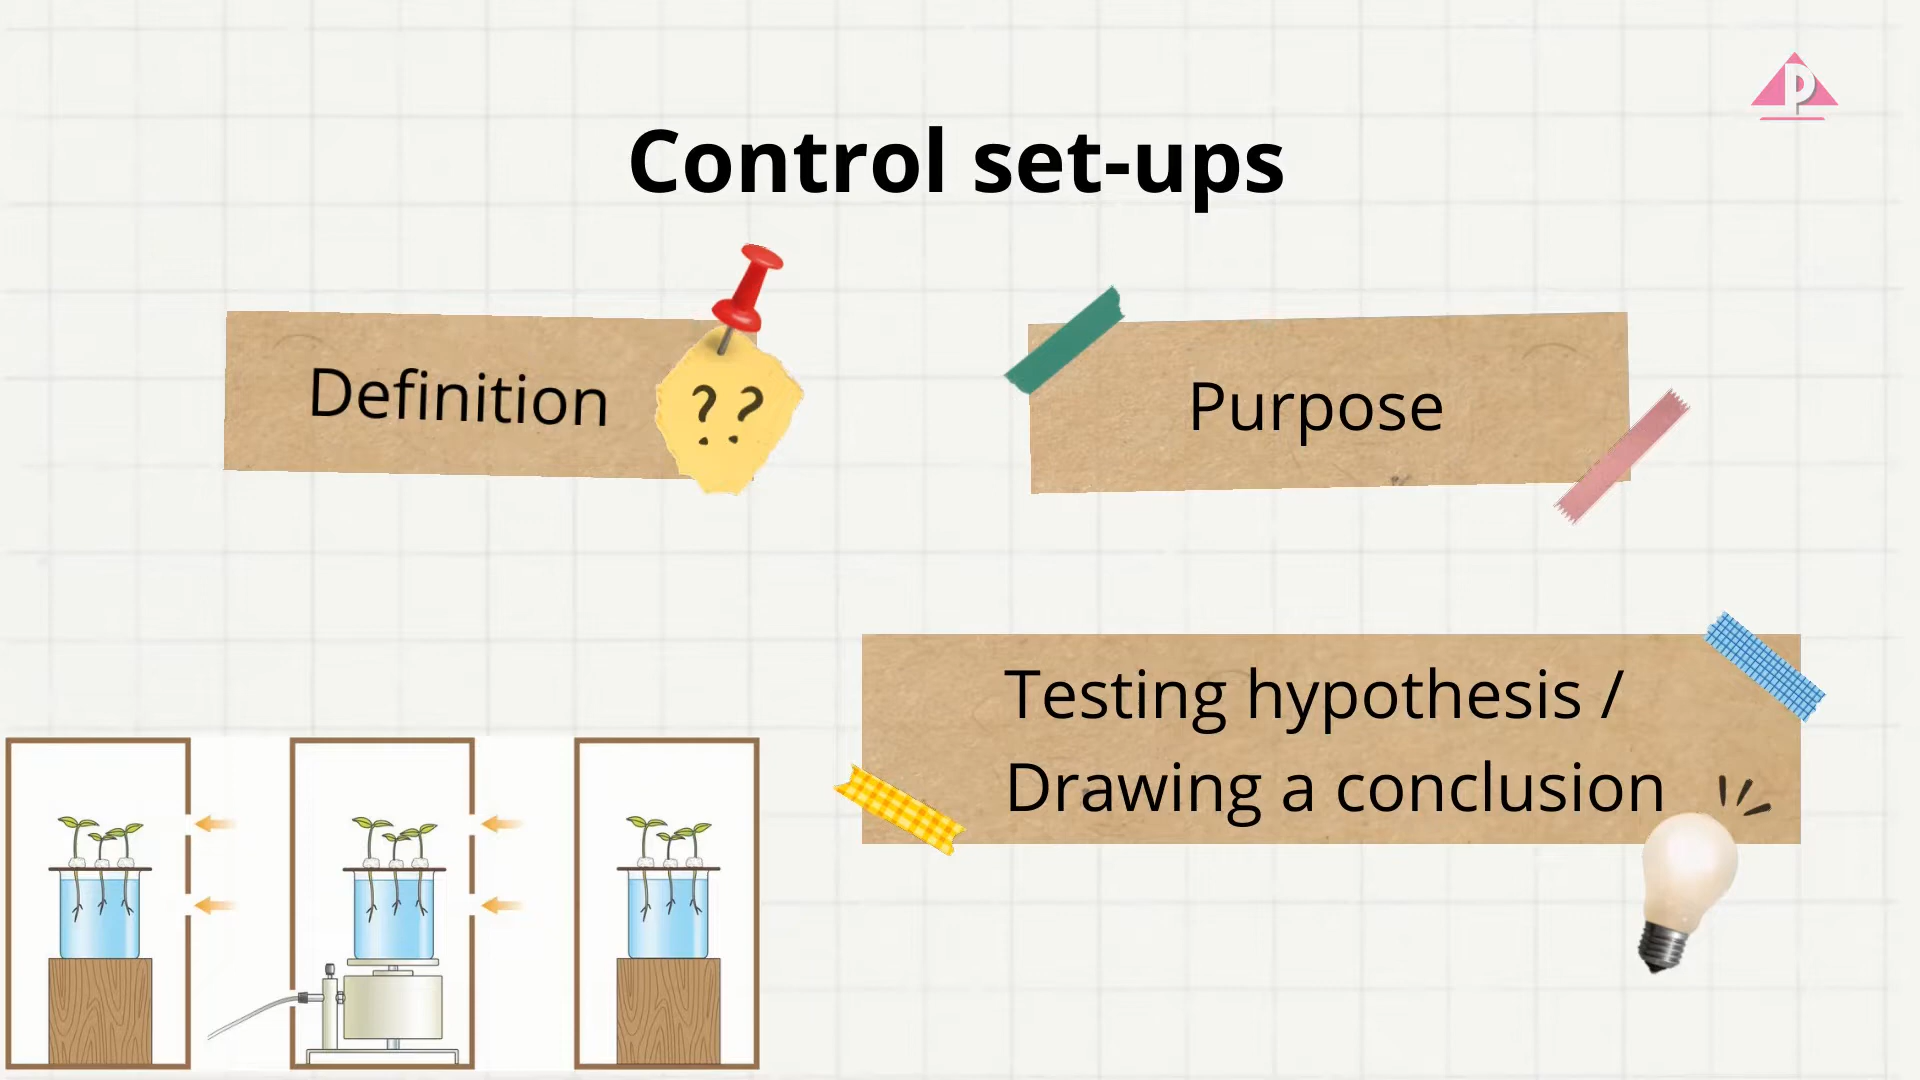 P
Control set-ups
Definition
? ?
Purpose
Testing hypothesis /
Drawing a conclusion